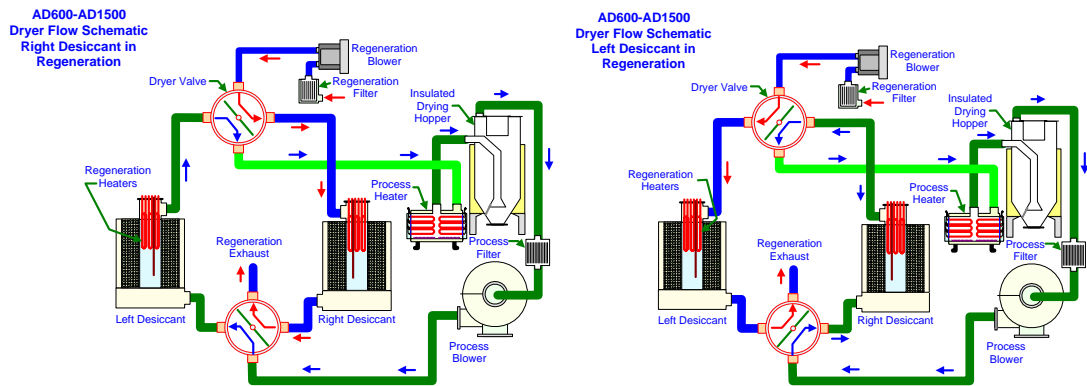 AD600-AD1500
Dryer Flow Schematic
Right Desiccant in
Regeneration
Regeneration
Blower
Dryer Valve
Regeneration
Filter
Insulated
Drying
Hopper
Regeneration
Heaters
Process
Heater
Regeneration
Exhaust
Process
Filter
Left Desiccant
Right Desiccant
Process
Blower
AD600-AD1500
Dryer Flow Schematic
Left Desiccant in
Regeneration
Regeneration
Blower
Dryer Valve
Regeneration
Filter
Insulated
Drying
Hopper
Regeneration
Heaters
Process
Heater
Regeneration
Exhaust
Process
Filter
Left Desiccant
Right Desiccant
Process
Blower